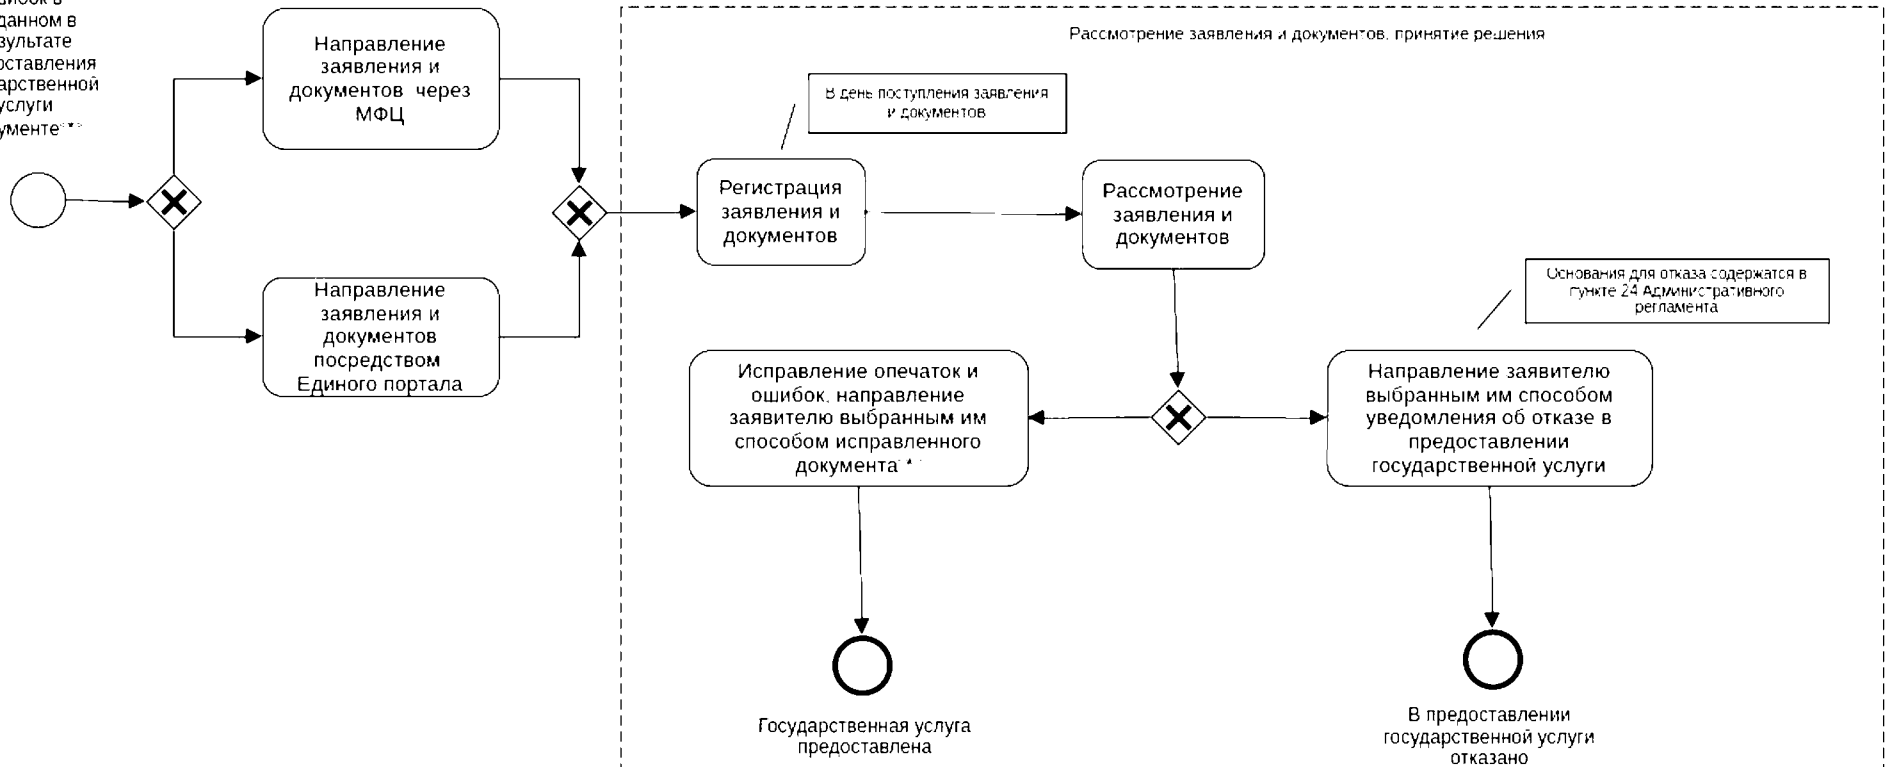 данном в
услуги
Направление
заявления и
документов через
МФЦ
Направление
заявления и
документов
посредством
Единого портала
Рассмотрение заявления и документов, принятие решения
В день поступления заявления
и документов
Регистрация
заявления и
документов
Рассмотрение
заявления и
документов
Основания для отказа содержатся в
пункте 24 Административного
регламента
Исправление опечаток и
ошибок, направление
заявителю выбранным им
способом исправленного
документа
Направление заявителю
выбранным им способом
уведомления об отказе в
предоставлении
государственной услуги
Государственная услуга
предоставлена
В предоставлении
государственной услуги
отказано